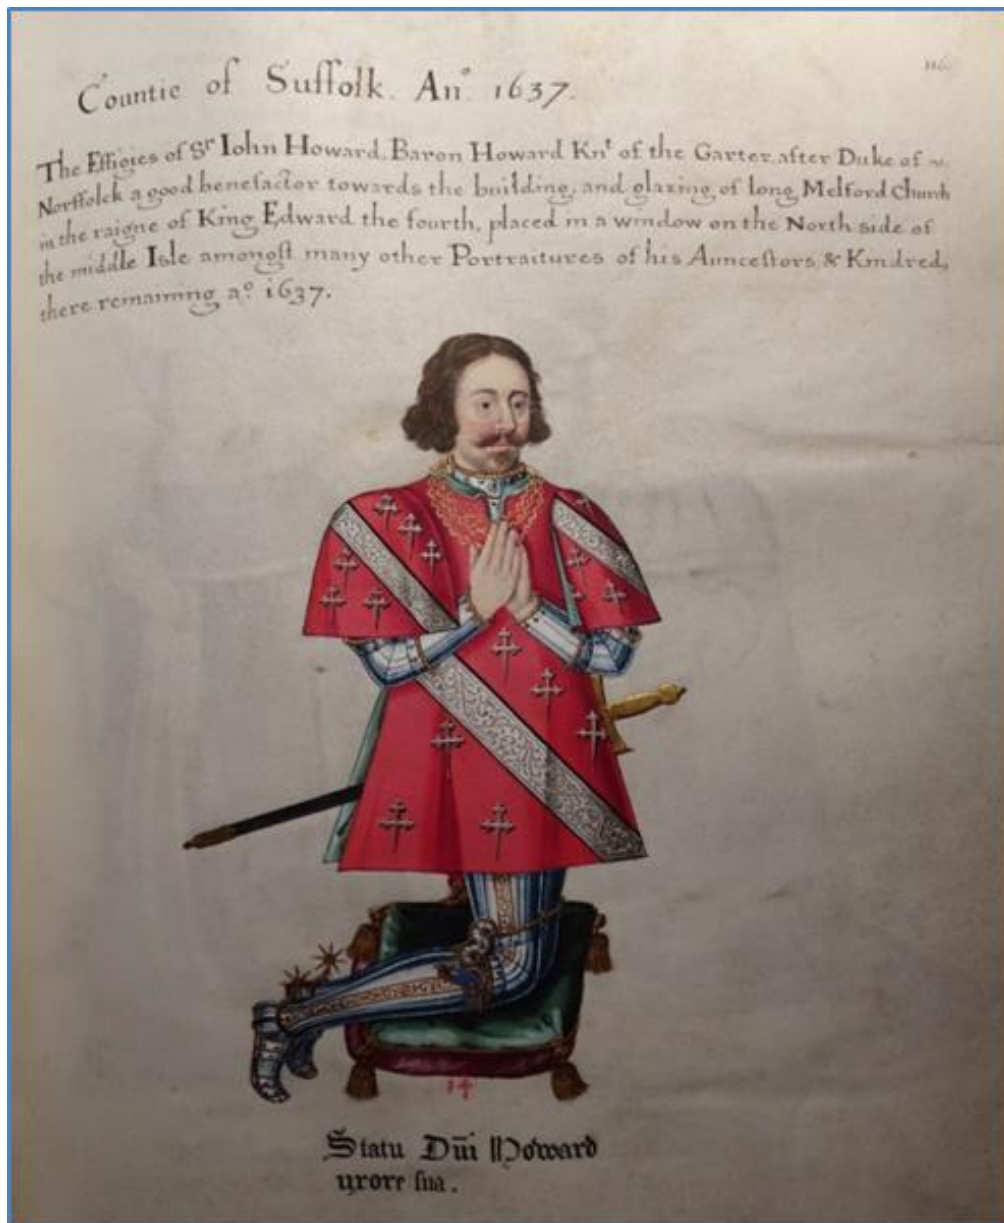 Countie of Suffolk. Anº. 1637.
The Effigies of Sr Iohn Howard, Baron Howard Knt of the Garter, after Duke of
Norffolck a good benefactor towards the building, and glazing of long Melford Church
in the raigne of King Edward the fourth, placed in a window on the North side of
the middle Isle amongst many other Portraitures of his Auncestors, & Kindred,
there remaining aº. 1637.
14
Statu Dñi Howard
uxore sua.